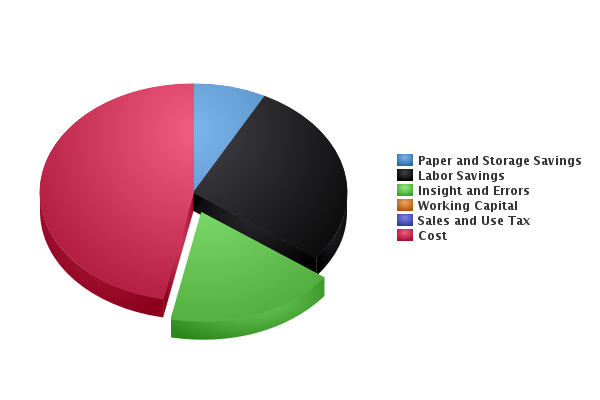 Paper and Storage Savings
Labor Savings
Insight and Errors
Working Capital
Sales and Use Tax
Cost